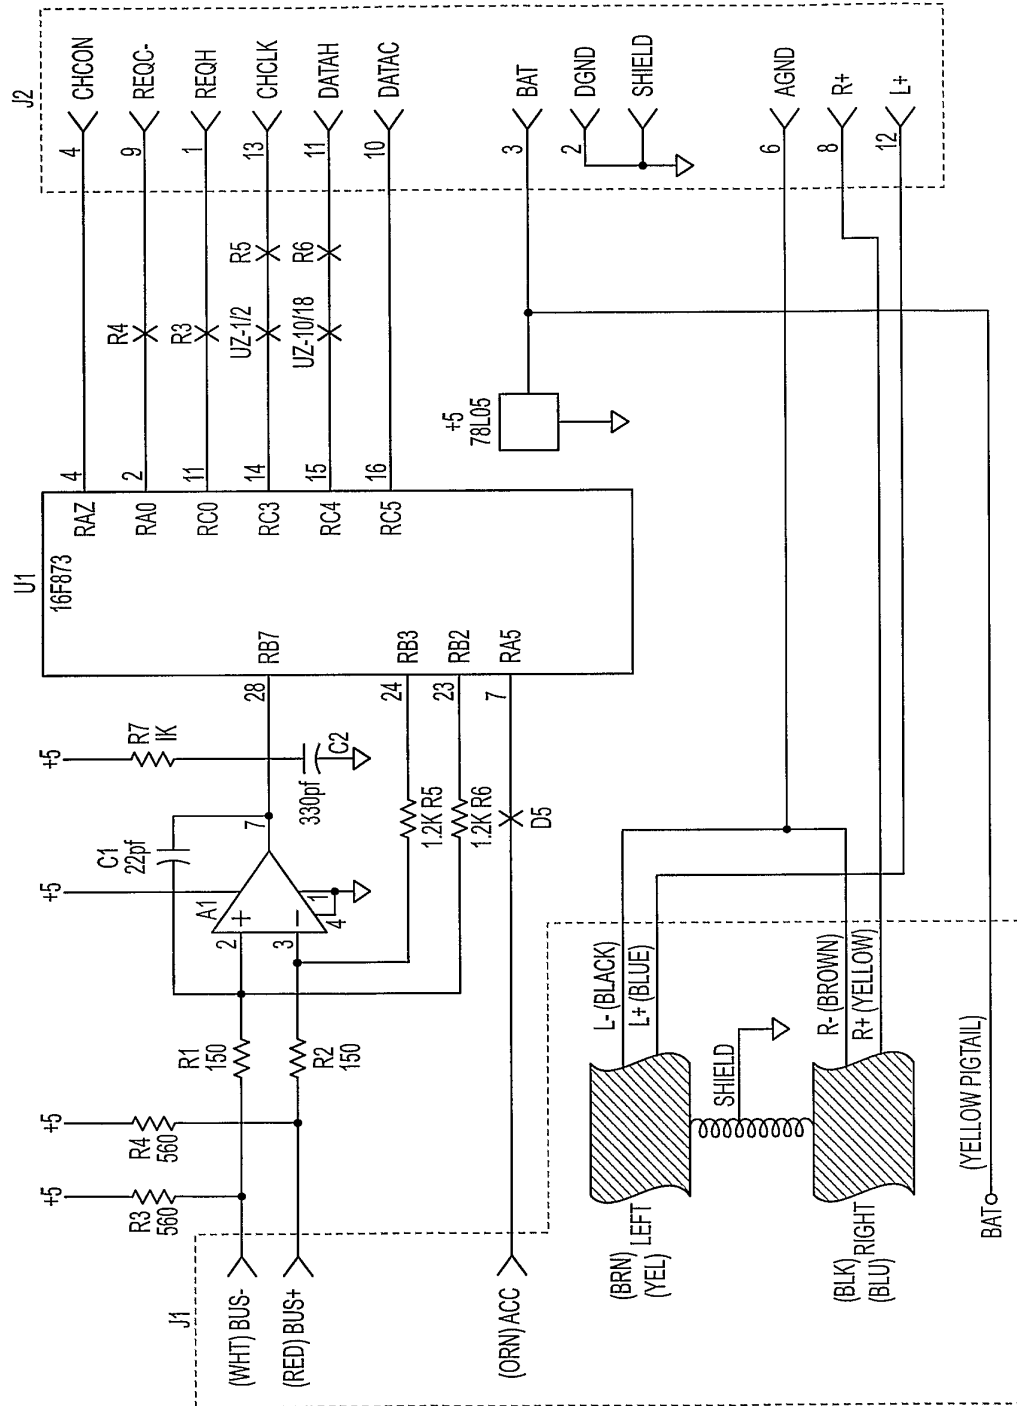 J2
4 CHCON
9 REQC-
1 REQH
13 CHCLK
11 DATAH
10 DATAC
3 BAT
2 DGND
SHIELD
6 AGND
8 R+
12 L+
R4
R3
UZ-1/2 R5
UZ-10/18 R6
+5
78L05
U1
16F873
RAZ 4
RA0 2
RC0 11
RC3 14
RC4 15
RC5 16
28 RB7
24 RB3
23 RB2
7 RA5
+5
R7
IK
330pf
C2
C1
22pf
7
+5
A1
2 +
3 -
1
4
1.2K R5
1.2K R6
D5
R1
150
R2
150
+5
R4
560
+5
R3
560
J1
(WHT) BUS-
(RED) BUS+
(ORN) ACC
L- (BLACK)
L+ (BLUE)
(BRN)
(YEL)
LEFT
SHIELD
R- (BROWN)
R+ (YELLOW)
(BLK)
(BLU)
RIGHT
(YELLOW PIGTAIL)
BAT